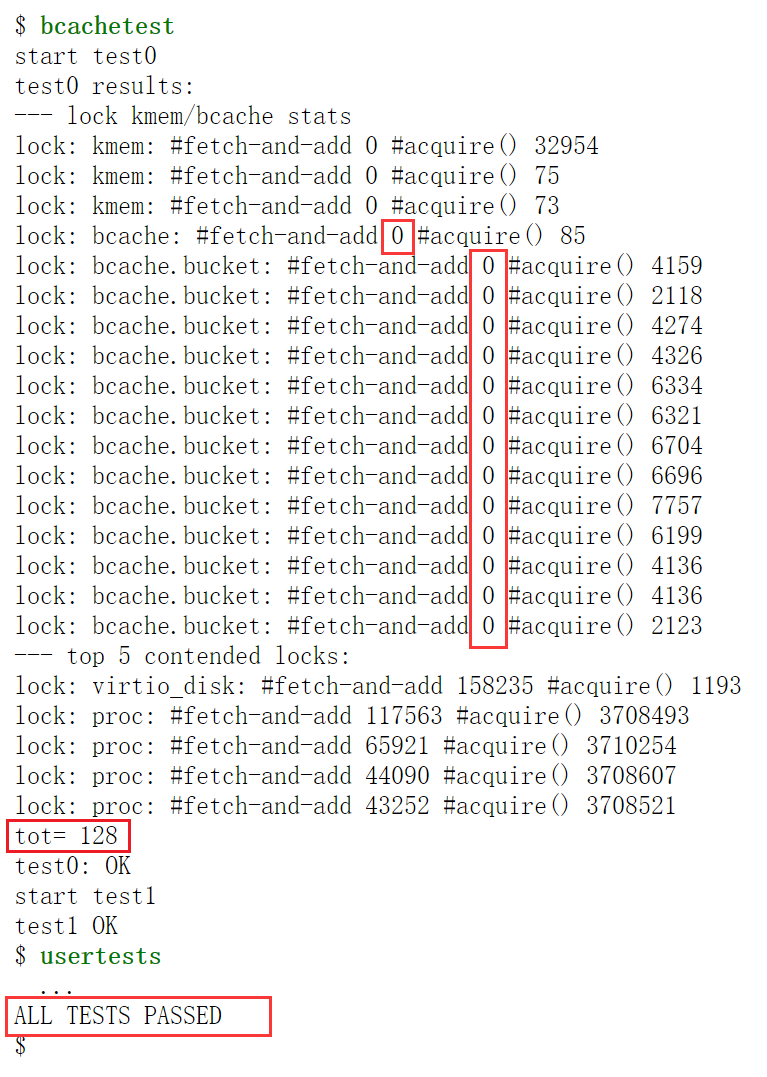 $ bcachetest
start test0
test0 results:
--- lock kmem/bcache stats
lock: kmem: #fetch-and-add 0 #acquire() 32954
lock: kmem: #fetch-and-add 0 #acquire() 75
lock: kmem: #fetch-and-add 0 #acquire() 73
lock: bcache: #fetch-and-add 0 #acquire() 85
lock: bcache.bucket: #fetch-and-add 0 #acquire() 4159
lock: bcache.bucket: #fetch-and-add 0 #acquire() 2118
lock: bcache.bucket: #fetch-and-add 0 #acquire() 4274
lock: bcache.bucket: #fetch-and-add 0 #acquire() 4326
lock: bcache.bucket: #fetch-and-add 0 #acquire() 6334
lock: bcache.bucket: #fetch-and-add 0 #acquire() 6321
lock: bcache.bucket: #fetch-and-add 0 #acquire() 6704
lock: bcache.bucket: #fetch-and-add 0 #acquire() 6696
lock: bcache.bucket: #fetch-and-add 0 #acquire() 7757
lock: bcache.bucket: #fetch-and-add 0 #acquire() 6199
lock: bcache.bucket: #fetch-and-add 0 #acquire() 4136
lock: bcache.bucket: #fetch-and-add 0 #acquire() 4136
lock: bcache.bucket: #fetch-and-add 0 #acquire() 2123
--- top 5 contended locks:
lock: virtio_disk: #fetch-and-add 158235 #acquire() 1193
lock: proc: #fetch-and-add 117563 #acquire() 3708493
lock: proc: #fetch-and-add 65921 #acquire() 3710254
lock: proc: #fetch-and-add 44090 #acquire() 3708607
lock: proc: #fetch-and-add 43252 #acquire() 3708521
tot= 128
test0: OK
start test1
test1 OK
$ usertests
...
ALL TESTS PASSED
$